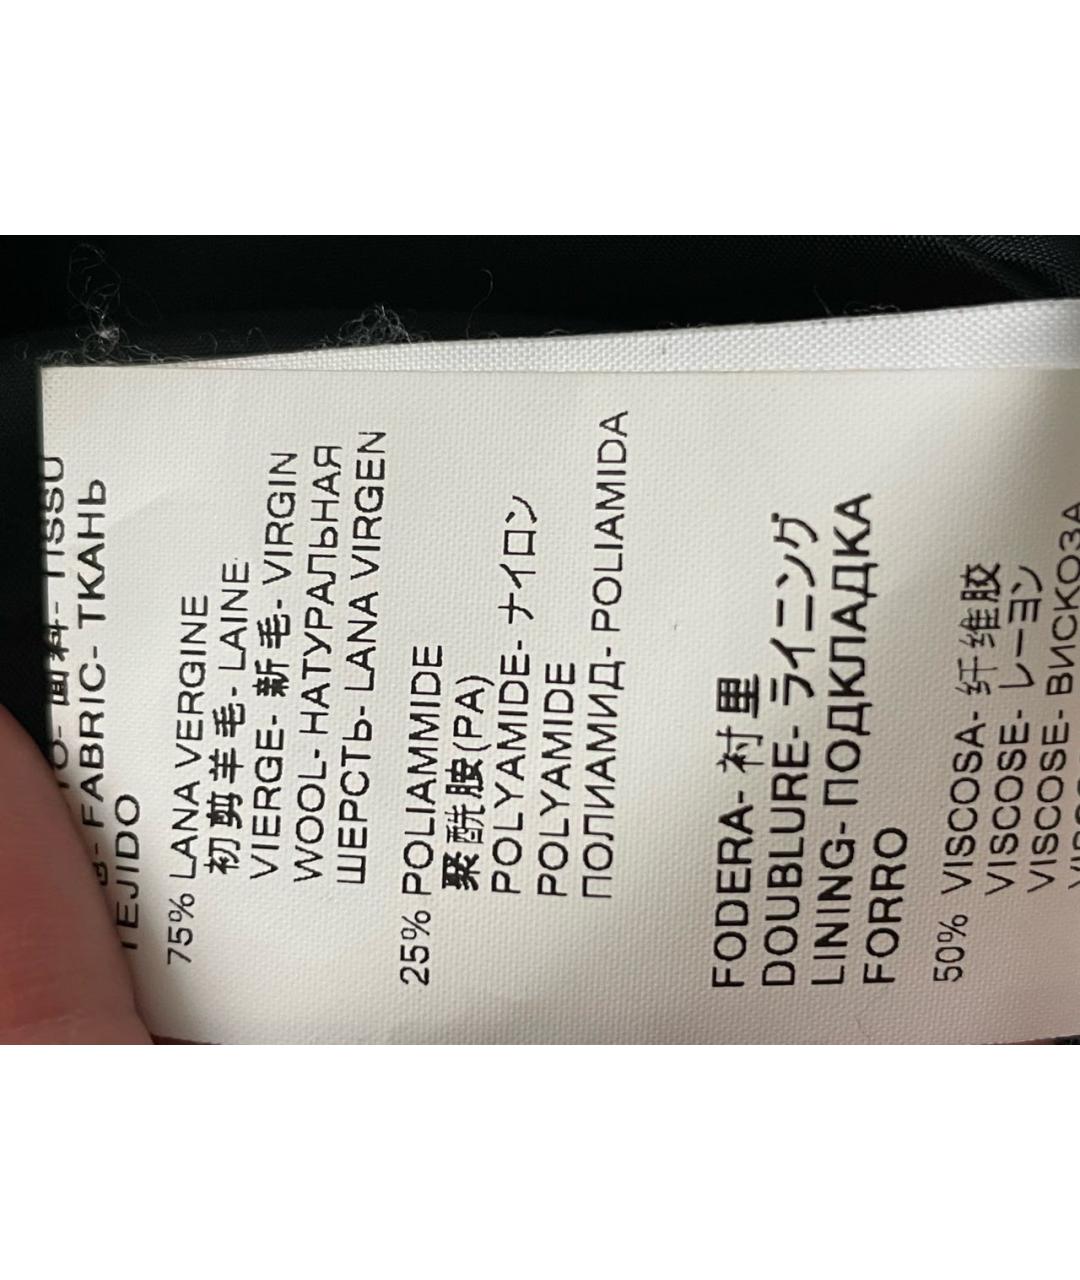 面料- TISSU
- FABRIC- ТКАНЬ
TEJIDO
75% LANA VERGINE
初剪羊毛- LAINE
VIERGE- 新毛- VIRGIN
WOOL- НАТУРАЛЬНАЯ
ШЕРСТЬ- LANA VIRGEN
25% POLIAMMIDE
聚酰胺(PA)
POLYAMIDE- ナイロン
POLYAMIDE
ПОЛИАМИД- POLIAMIDA
FODERA- 衬里
DOUBLURE- ライニング
LINING- ПОДКЛАДКА
FORRO
50% VISCOSA- 纤维胶
VISCOSE- レーヨン
VISCOSE- ВИСКОЗА